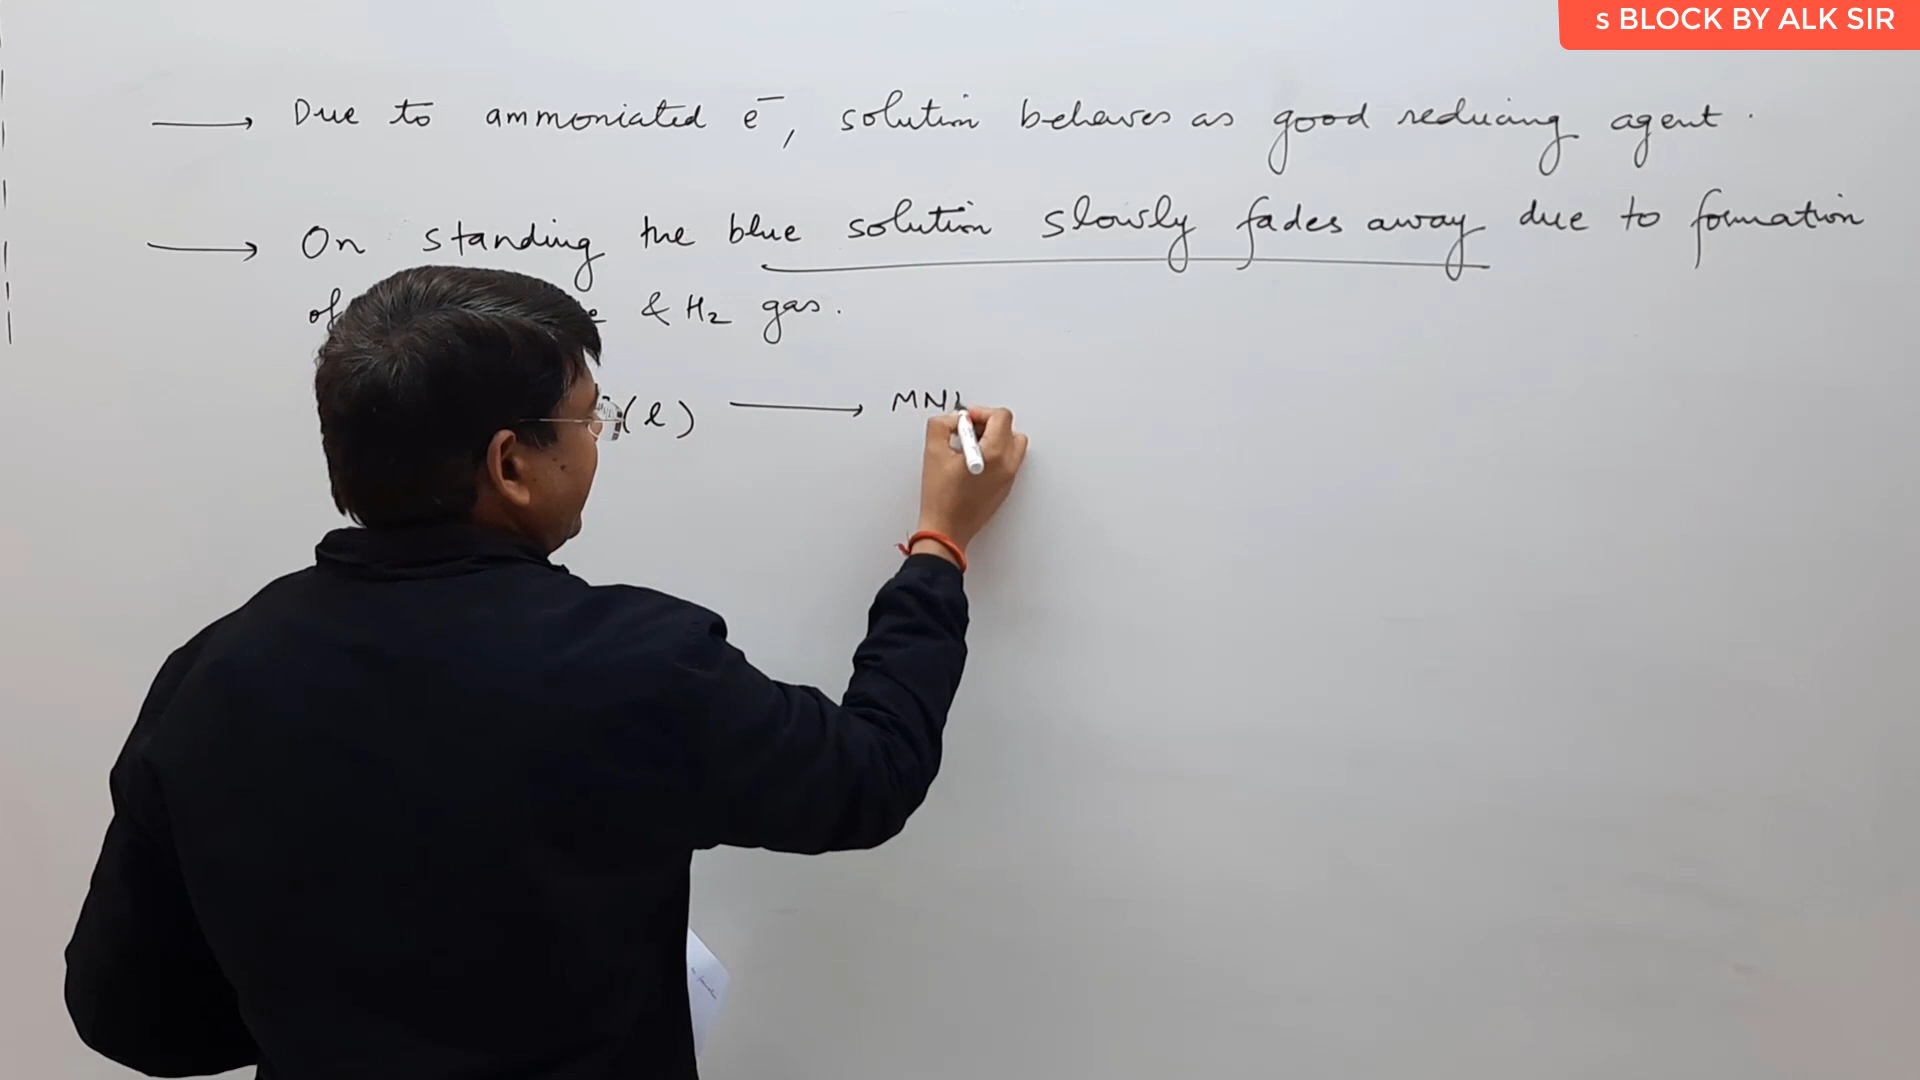 s BLOCK BY ALK SIR
→ Due to ammoniated e⁻, solution behaves as good reducing agent.
→ On standing the blue solution slowly fades away due to formation
of & H₂ gas.
(l) ⟶ MNH